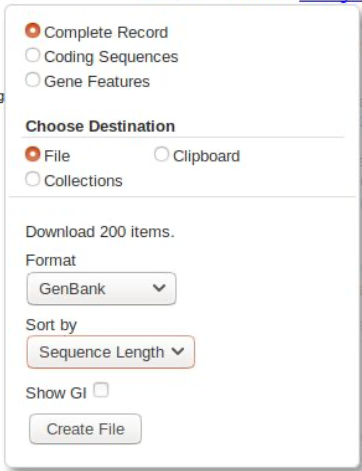 Complete Record
Coding Sequences
Gene Features
g
Choose Destination
File Clipboard
Collections
Download 200 items.
Format
GenBank
Sort by
Sequence Length
Show GI
Create File